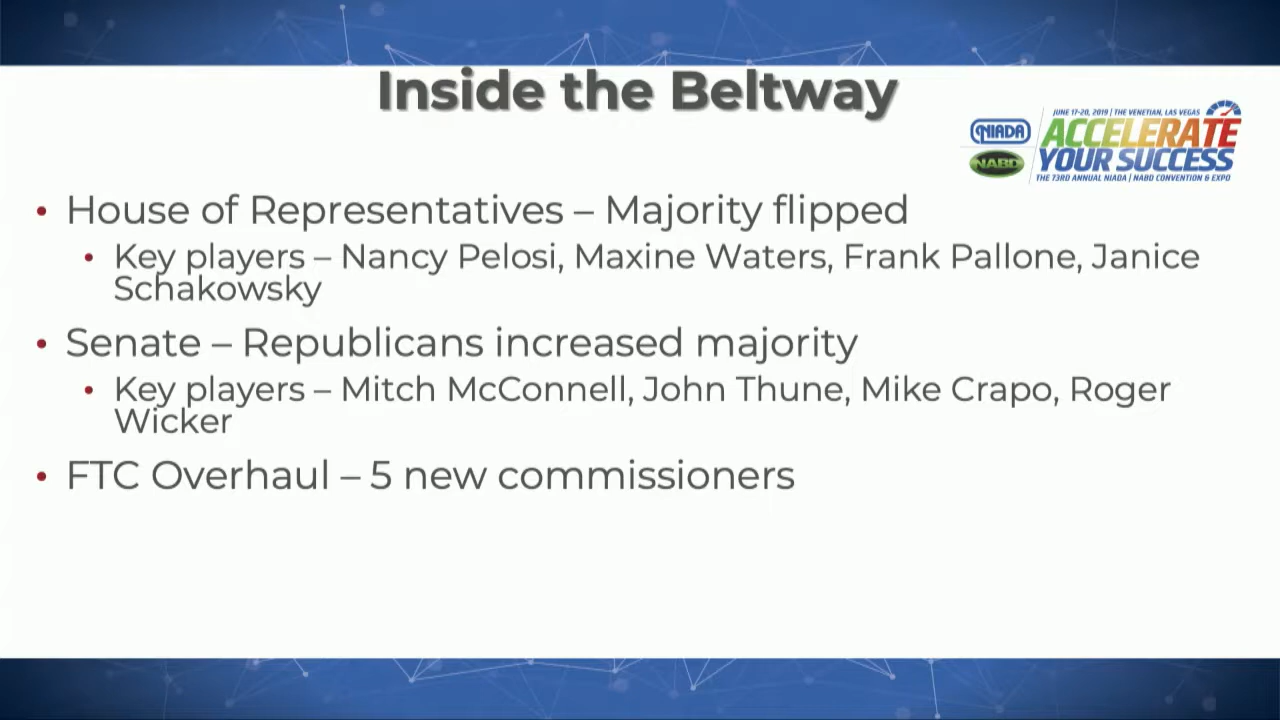 Inside the Beltway
JUNE 17-20, 2019 | THE VENETIAN, LAS VEGAS
NIADA
NABD
ACCELERATE
YOUR SUCCESS
THE 73RD ANNUAL NIADA | NABD CONVENTION & EXPO
• House of Representatives – Majority flipped
• Key players – Nancy Pelosi, Maxine Waters, Frank Pallone, Janice
Schakowsky
• Senate – Republicans increased majority
• Key players – Mitch McConnell, John Thune, Mike Crapo, Roger
Wicker
• FTC Overhaul – 5 new commissioners